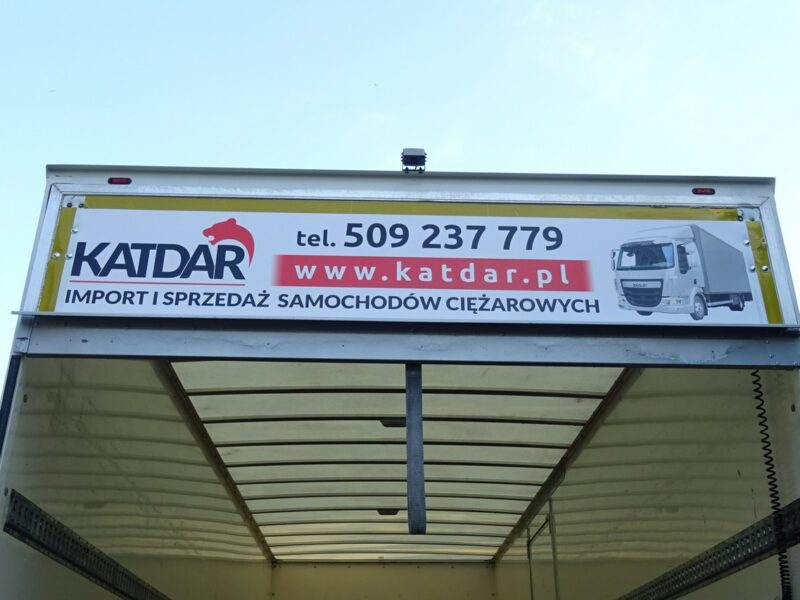 KATDAR
tel. 509 237 779
www.katdar.pl
IMPORT I SPRZEDAŻ SAMOCHODÓW CIĘŻAROWYCH